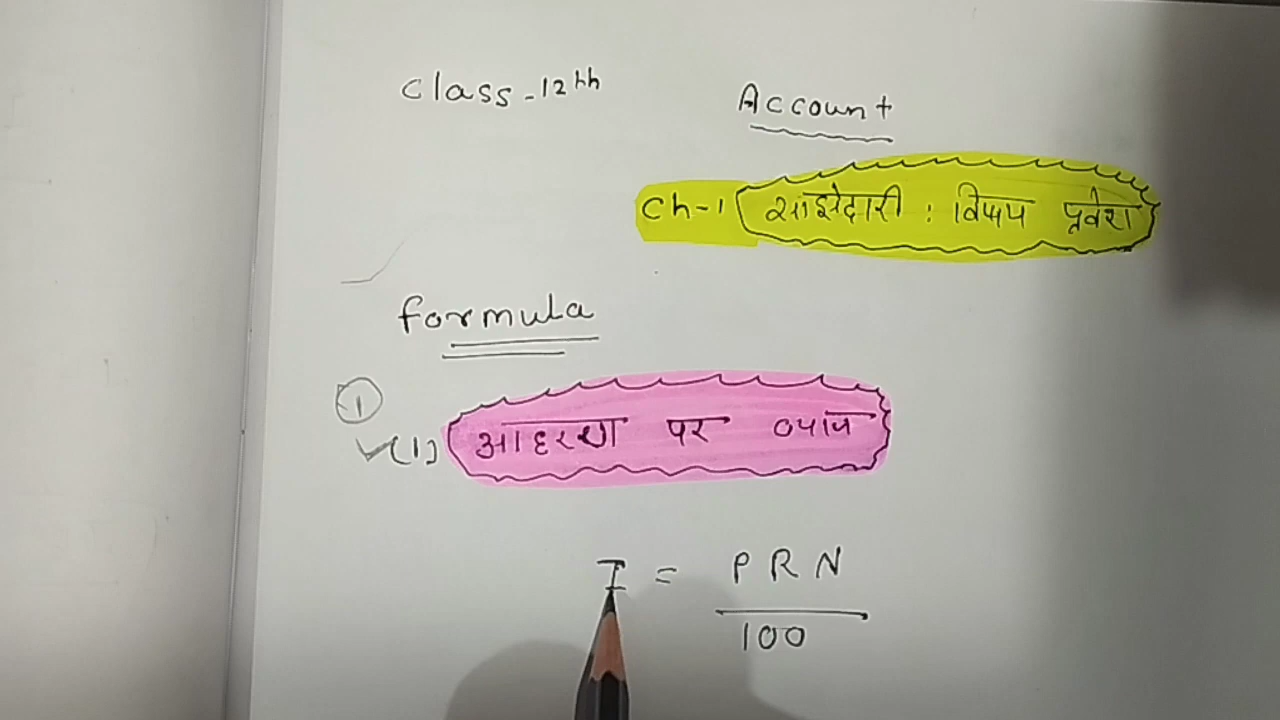 Class-12th
Account
Ch-1 साझेदारी : विषय प्रवेश
Formula
1
(1) आहरण पर ब्याज
I = PRN
100